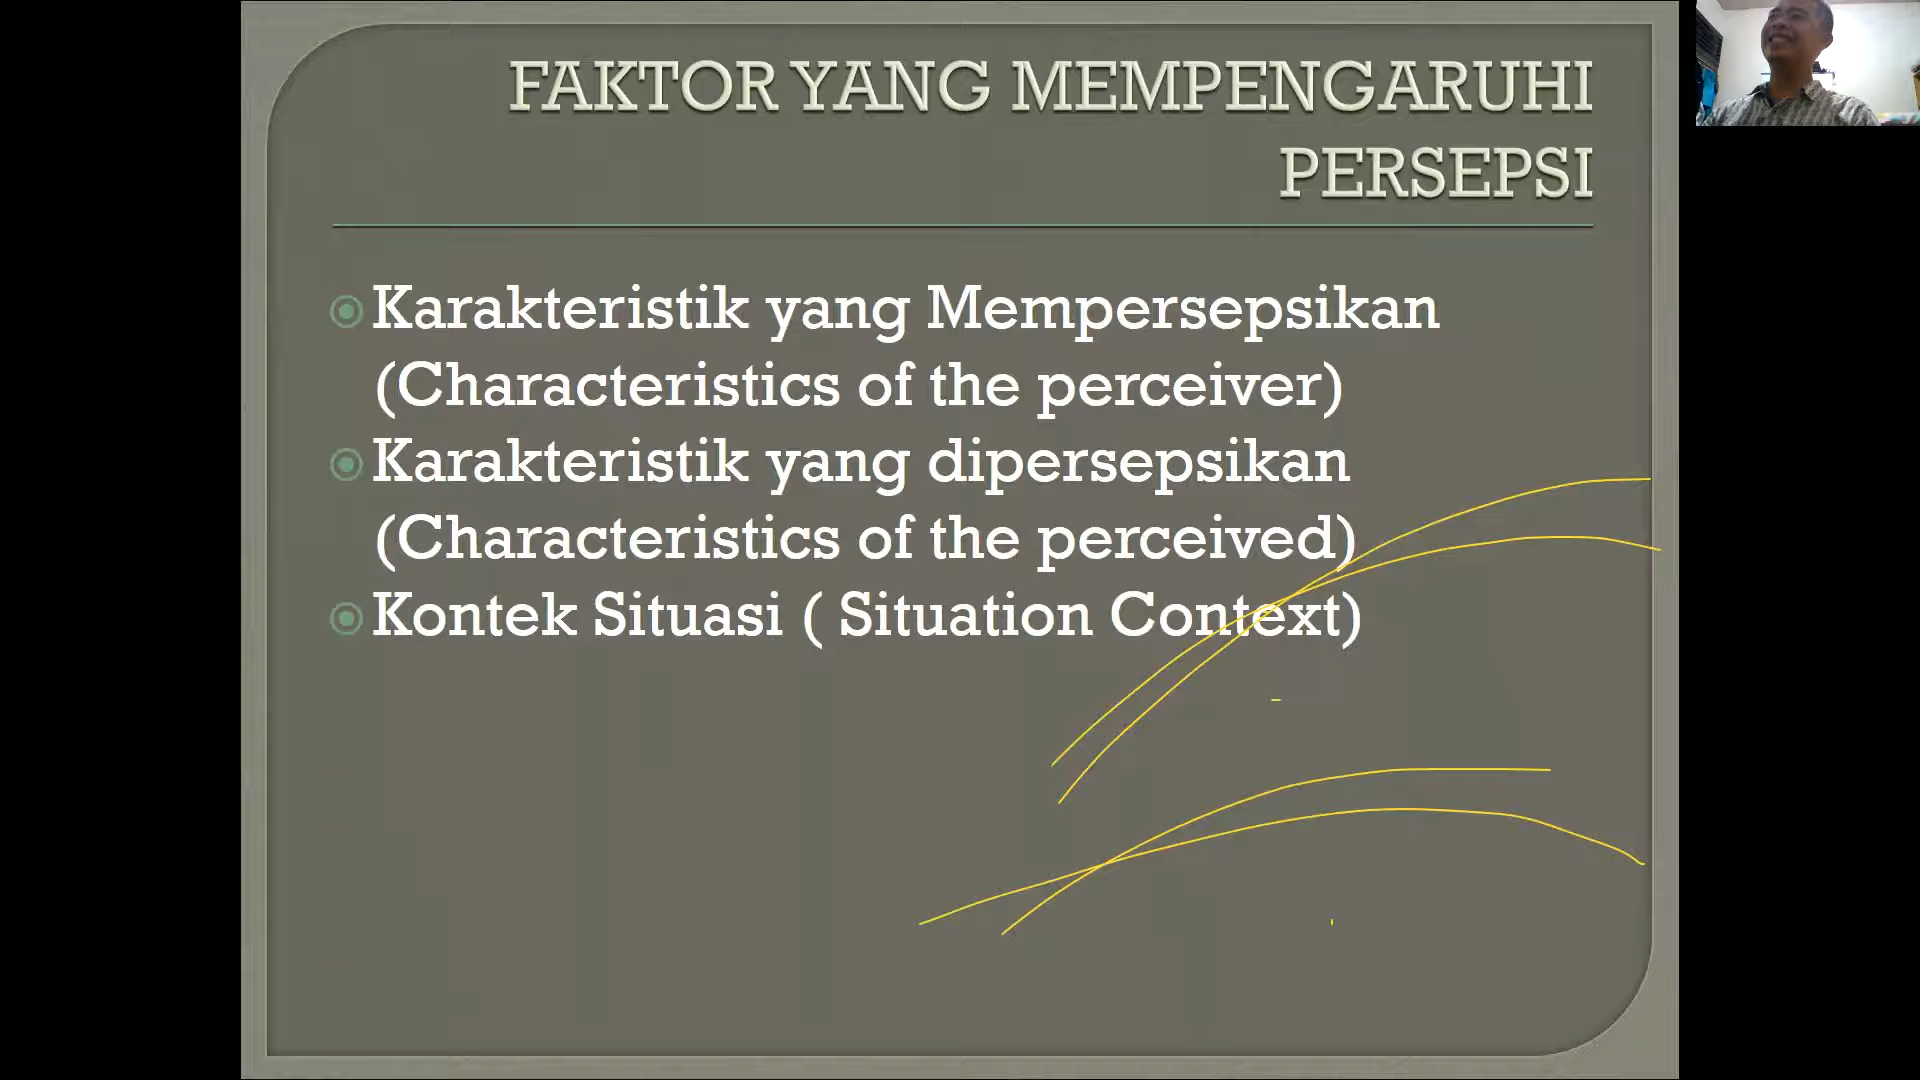 FAKTOR YANG MEMPENGARUHI
PERSEPSI
Karakteristik yang Mempersepsikan
(Characteristics of the perceiver)
Karakteristik yang dipersepsikan
(Characteristics of the perceived)
Kontek Situasi ( Situation Context)